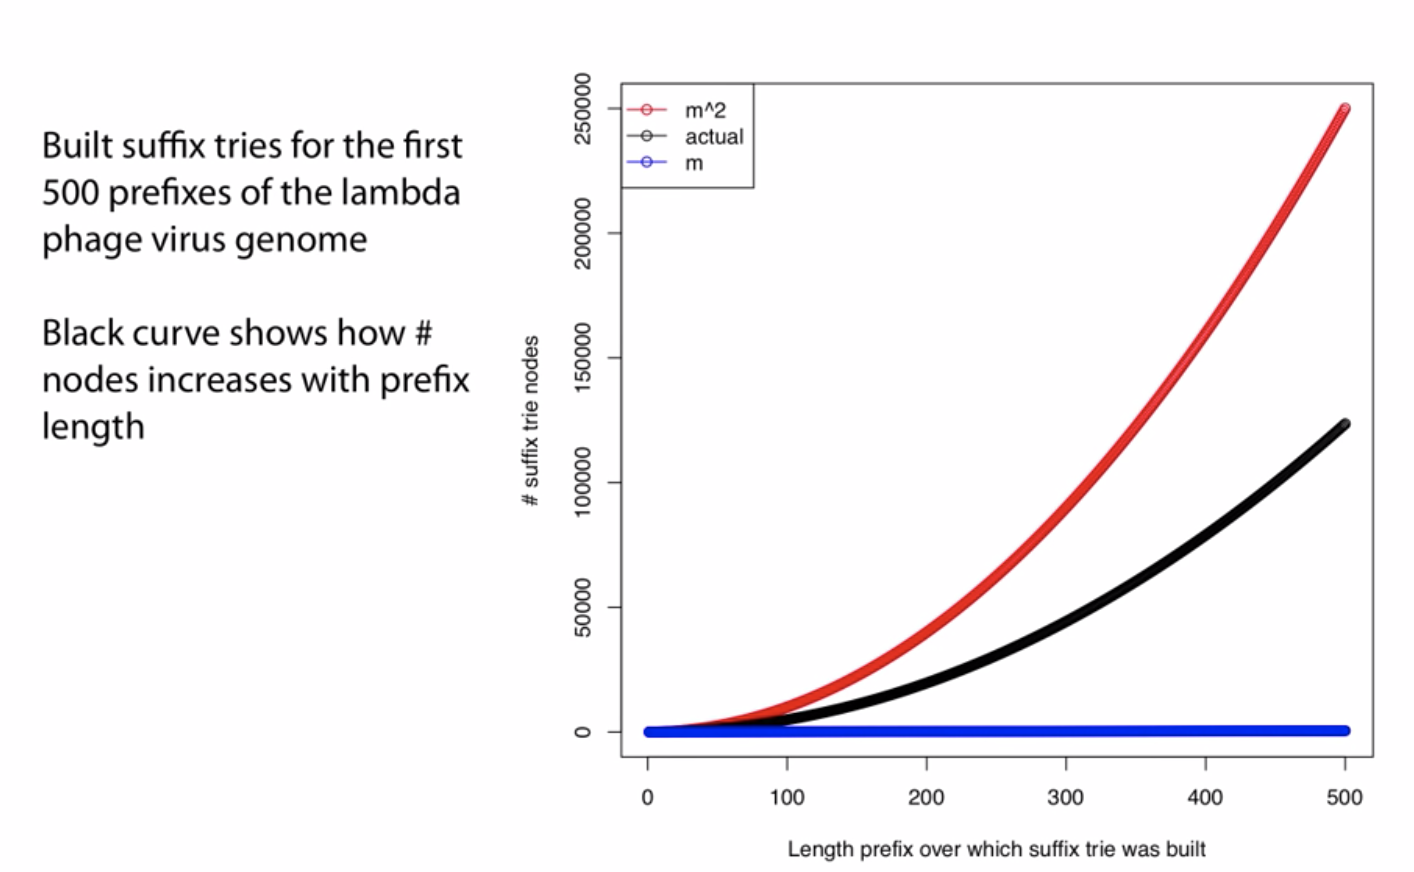 Built suffix tries for the first
500 prefixes of the lambda
phage virus genome
Black curve shows how #
nodes increases with prefix
length
m^2
actual
m
# suffix trie nodes
250000
200000
150000
100000
50000
0
0 100 200 300 400 500
Length prefix over which suffix trie was built